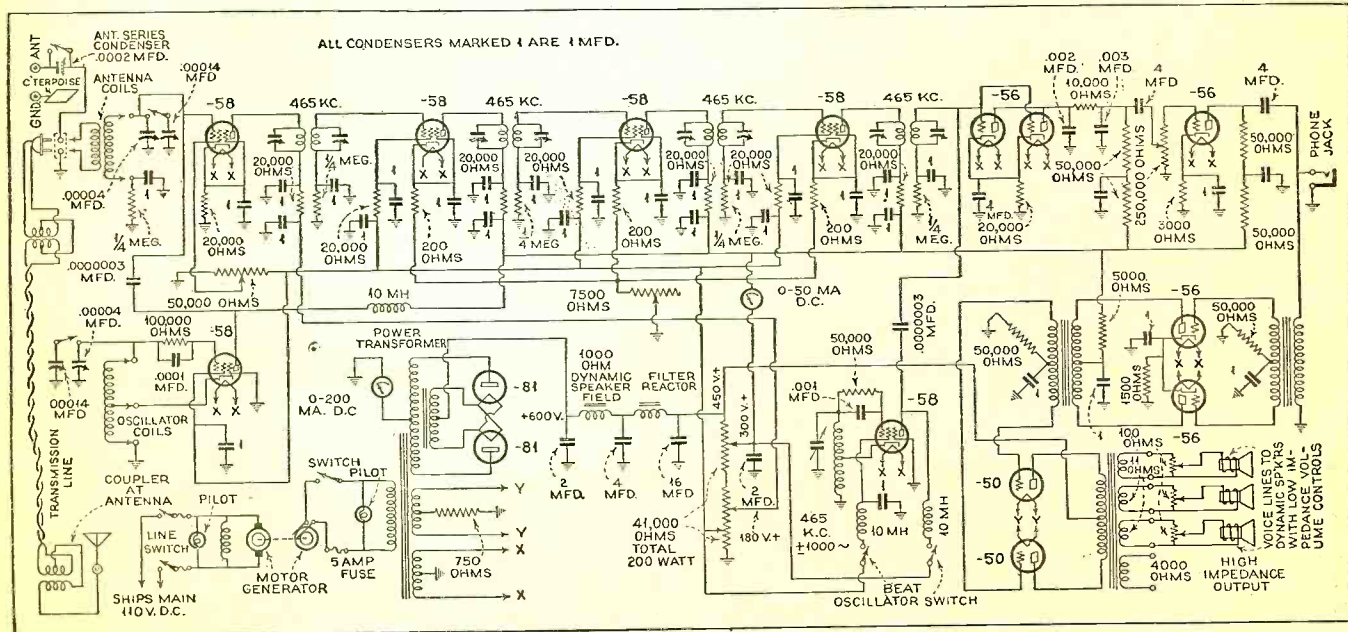 ALL CONDENSERS MARKED 1 ARE 1 MFD.
ANT
ANT. SERIES
CONDENSER
.0002 MFD.
C'TERPOISE
GND
ANTENNA
COILS
.00014
MFD
.00004
MFD.
1/4 MEG.
-58
465 KC.
-58
465 KC.
-58
465 KC.
-58
465 KC.
-56
.002
MFD.
.003
MFD.
10,000
OHMS
4
MFD
-56
4
MFD.
PHONE
JACK
20,000
OHMS
1/4 MEG.
20,000
OHMS
20,000
OHMS
20,000
OHMS
20,000
OHMS
20,000
OHMS
50,000
OHMS
250,000 OHMS
50,000
OHMS
50,000
OHMS
20,000
OHMS
20,000
OHMS
200
OHMS
4 MEG.
200 OHMS
1/4 MEG.
200 OHMS
1/4
MEG.
4
MFD.
20,000
OHMS
3000
OHMS
X X
1
.0000003
MFD.
50,000 OHMS
10 MH
7500
OHMS
0-50 MA
D.C.
.0000003
MFD.
5000
OHMS
-56
50,000
OHMS
50,000
OHMS
1500
OHMS
-56
.00004
MFD.
100,000
OHMS
-58
.0001
MFD.
00014
MFD
OSCILLATOR
COILS
TRANSMISSION
LINE
POWER
TRANSFORMER
0-200
MA. D.C
-81
-81
+600 V.
1000
OHM
DYNAMIC
SPEAKER
FIELD
FILTER
REACTOR
2
MFD.
4
MFD.
16
MFD
450 V.+
300 V.+
180 V.+
2
MFD.
41,000
OHMS
TOTAL
200 WATT
50,000
OHMS
.001
MFD
-58
10 MH
10 MH
465
K.C.
±1000~
BEAT
OSCILLATOR SWITCH
-50
-50
Y Y
100
OHMS
11
OHMS
4000
OHMS
HIGH
IMPEDANCE
OUTPUT
VOICE LINES TO
DYNAMIC SPK'RS
WITH LOW IM-
PEDANCE VOL-
UME CONTROLS
COUPLER
AT
ANTENNA
PILOT
LINE
SWITCH
MOTOR
GENERATOR
SHIPS MAIN
110 V. D.C.
SWITCH
PILOT
5 AMP
FUSE
750
OHMS
Y
Y
X
X